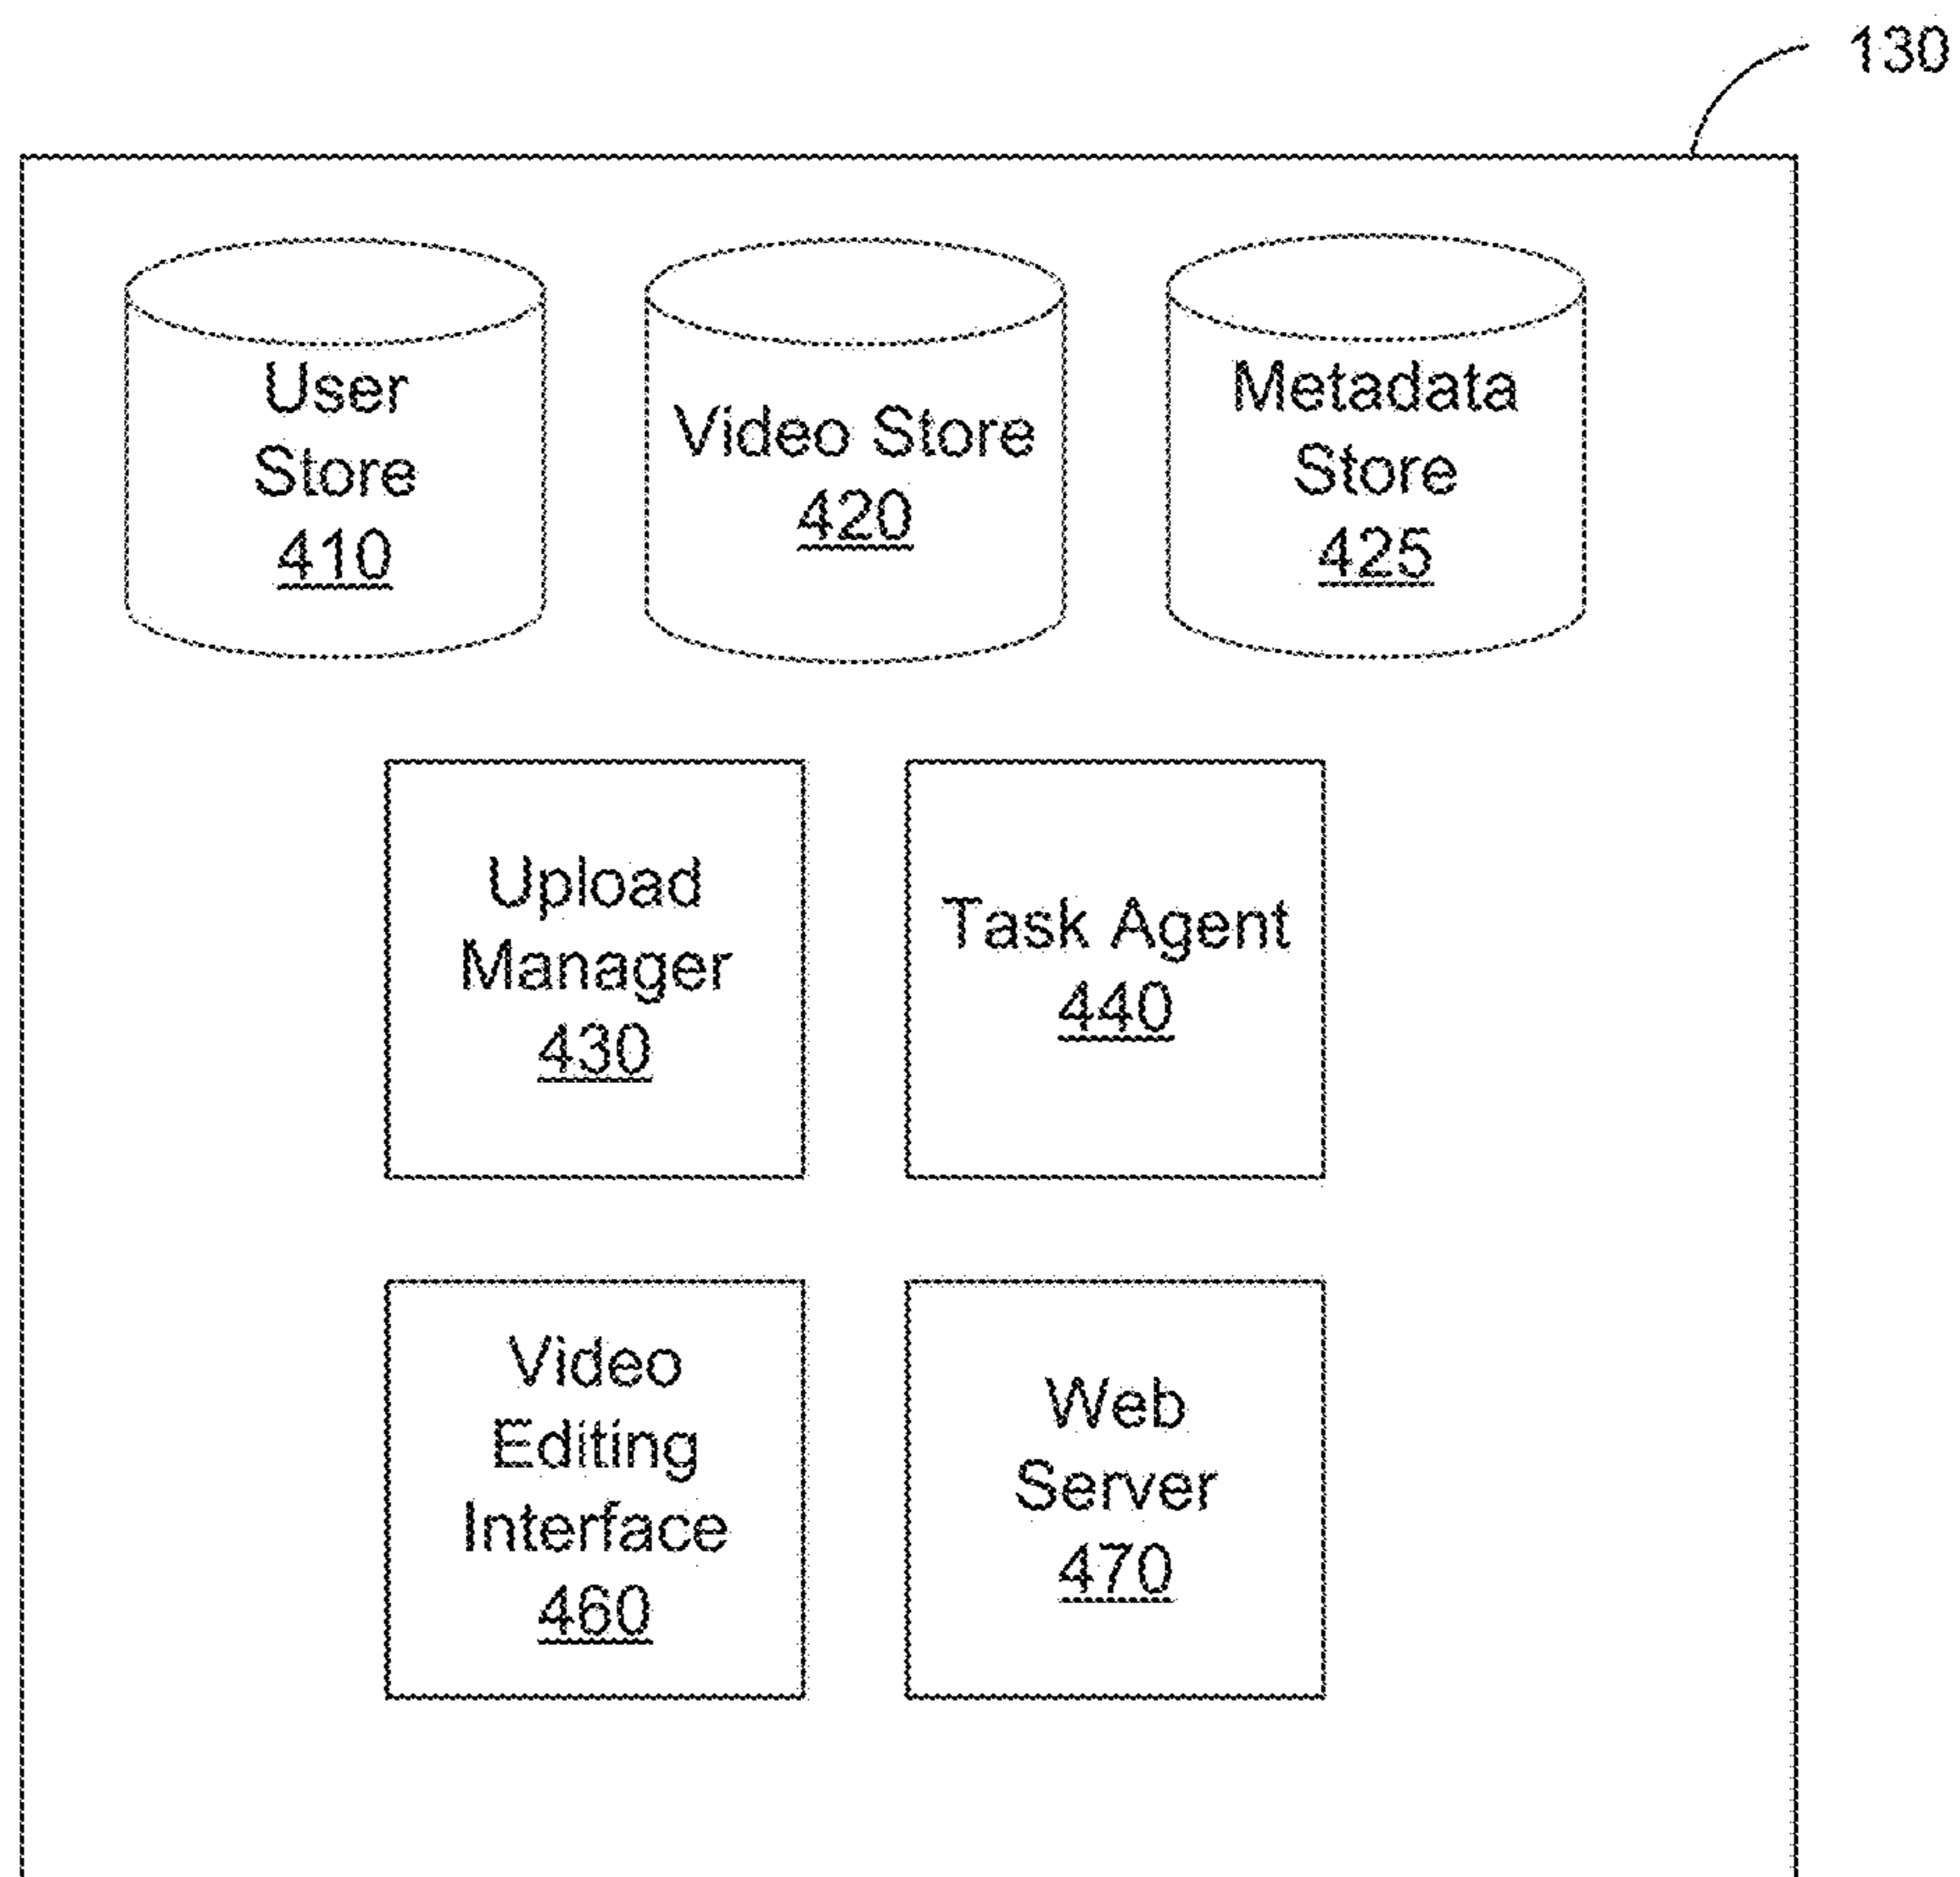 130
User
Store
410
Video Store
420
Metadata
Store
425
Upload
Manager
430
Task Agent
440
Video
Editing
Interface
460
Web
Server
470